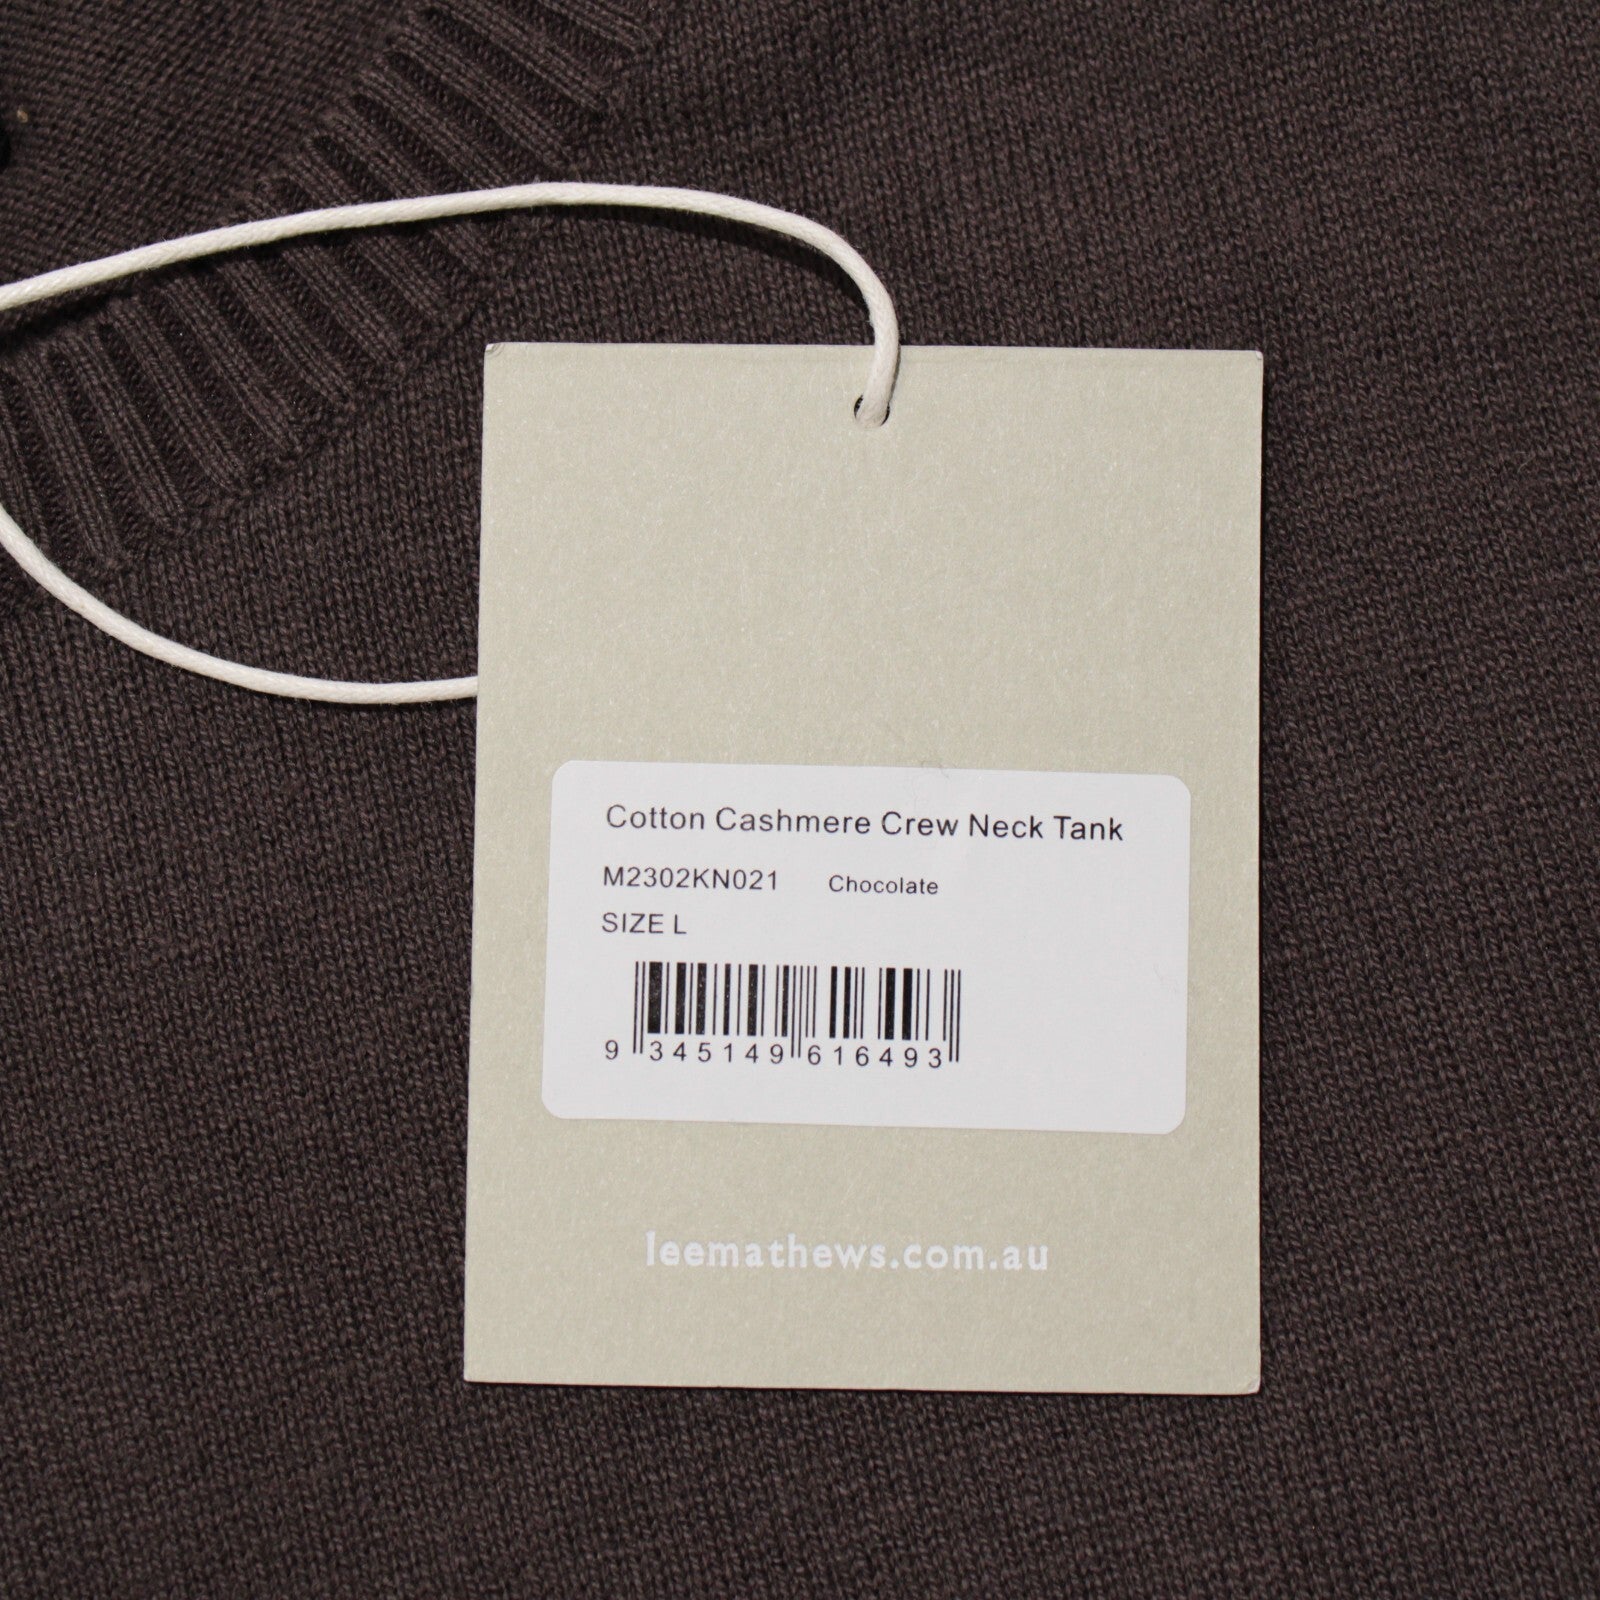 Cotton Cashmere Crew Neck Tank
M2302KN021 Chocolate
SIZE L
9 345149 616493
leemathews.com.au